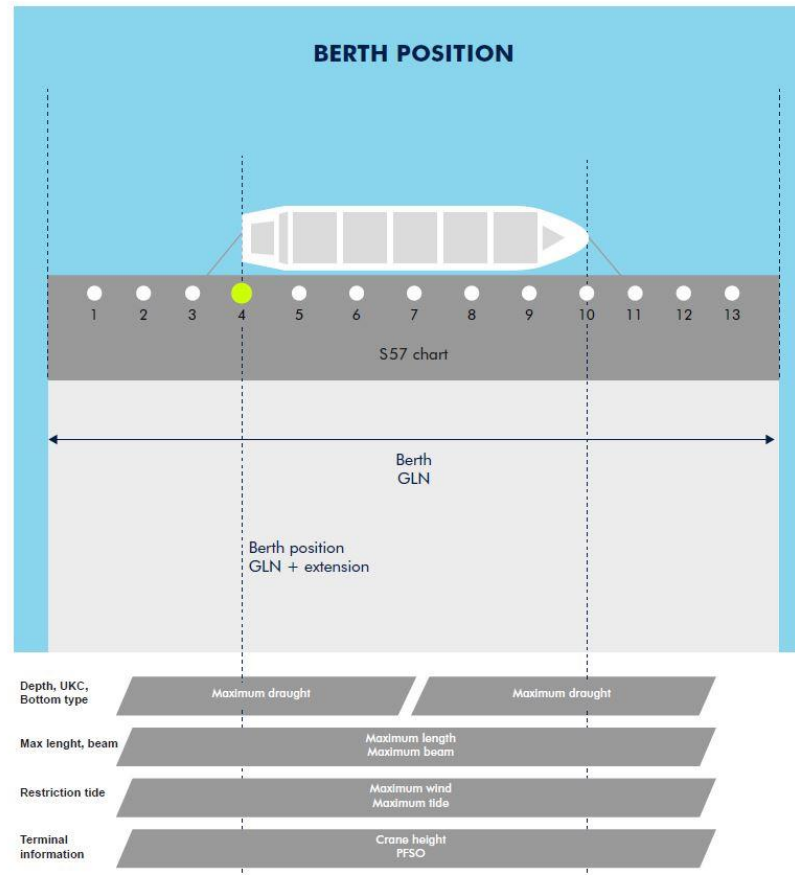 BERTH POSITION
1 2 3 4 5 6 7 8 9 10 11 12 13
S57 chart
Berth
GLN
Berth position
GLN + extension
Depth, UKC,
Bottom type
Maximum draught
Maximum draught
Max lenght, beam
Maximum length
Maximum beam
Restriction tide
Maximum wind
Maximum tide
Terminal
information
Crane height
PFSO